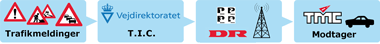 Vejdirektoratet
DR
TMC
Trafikmeldinger
T.I.C.
Modtager